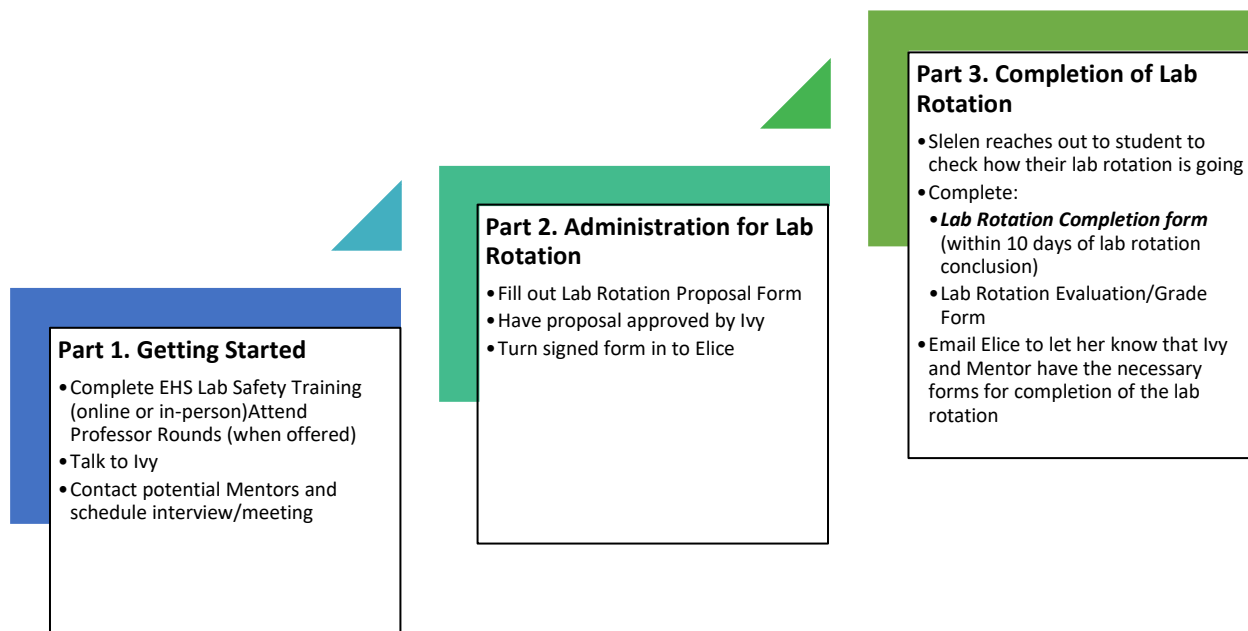 Part 1. Getting Started
•Complete EHS Lab Safety Training
(online or in-person)Attend
Professor Rounds (when offered)
•Talk to Ivy
•Contact potential Mentors and
schedule interview/meeting
Part 2. Administration for Lab
Rotation
•Fill out Lab Rotation Proposal Form
•Have proposal approved by Ivy
•Turn signed form in to Elice
Part 3. Completion of Lab
Rotation
•Slelen reaches out to student to
check how their lab rotation is going
•Complete:
•Lab Rotation Completion form
(within 10 days of lab rotation
conclusion)
•Lab Rotation Evaluation/Grade
Form
•Email Elice to let her know that Ivy
and Mentor have the necessary
forms for completion of the lab
rotation